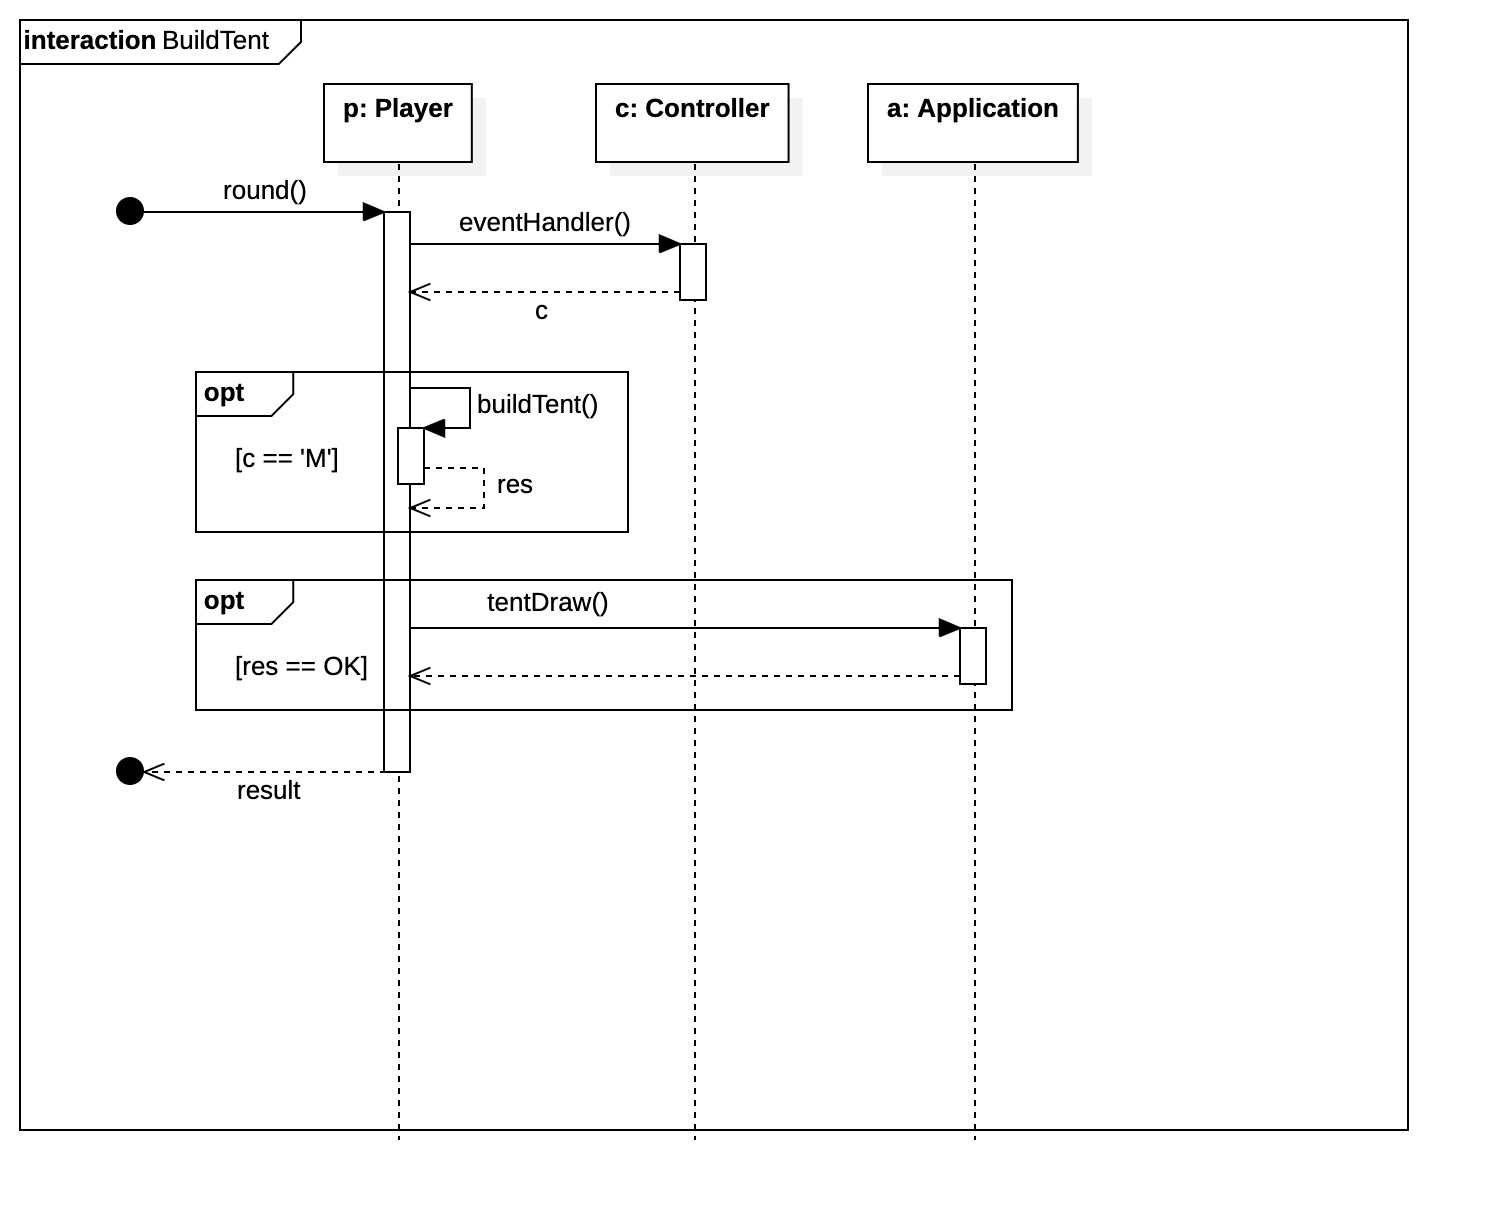 interaction BuildTent
p: Player
c: Controller
a: Application
round()
eventHandler()
c
opt
buildTent()
[c == 'M']
res
opt
tentDraw()
[res == OK]
result